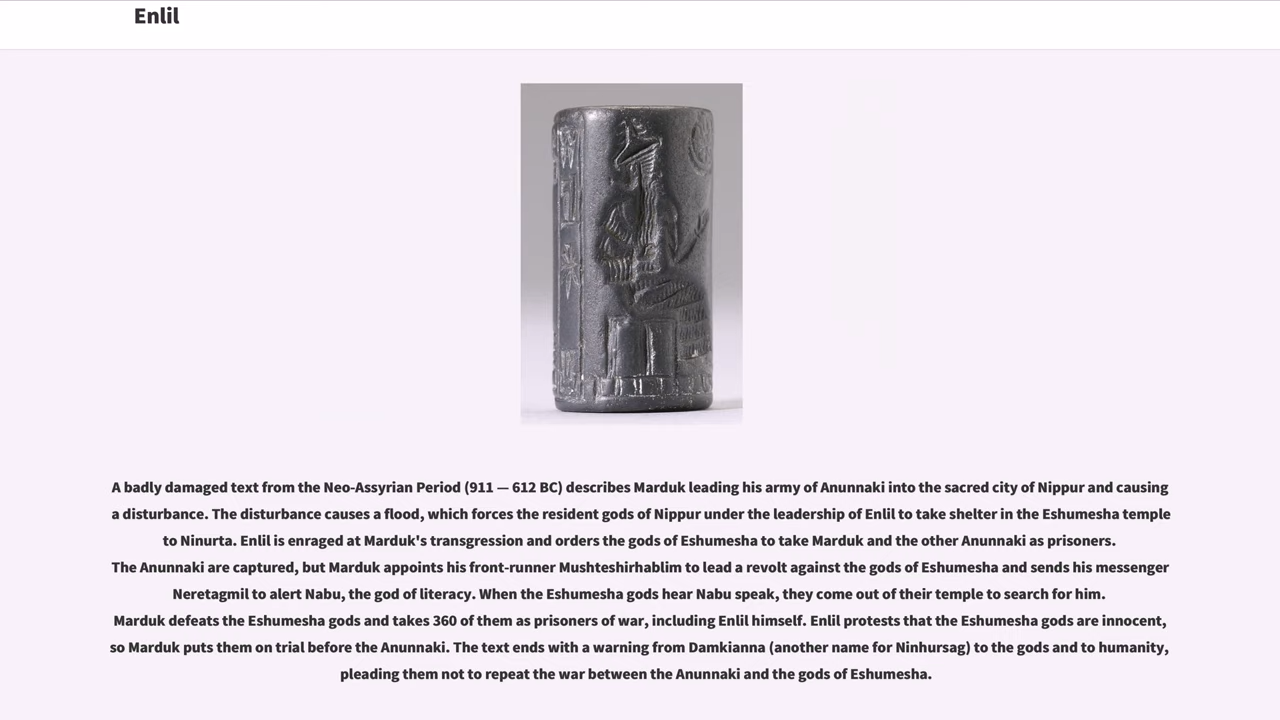 Enlil
A badly damaged text from the Neo-Assyrian Period (911 — 612 BC) describes Marduk leading his army of Anunnaki into the sacred city of Nippur and causing
a disturbance. The disturbance causes a flood, which forces the resident gods of Nippur under the leadership of Enlil to take shelter in the Eshumesha temple
to Ninurta. Enlil is enraged at Marduk's transgression and orders the gods of Eshumesha to take Marduk and the other Anunnaki as prisoners.
The Anunnaki are captured, but Marduk appoints his front-runner Mushteshirhablim to lead a revolt against the gods of Eshumesha and sends his messenger
Neretagmil to alert Nabu, the god of literacy. When the Eshumesha gods hear Nabu speak, they come out of their temple to search for him.
Marduk defeats the Eshumesha gods and takes 360 of them as prisoners of war, including Enlil himself. Enlil protests that the Eshumesha gods are innocent,
so Marduk puts them on trial before the Anunnaki. The text ends with a warning from Damkianna (another name for Ninhursag) to the gods and to humanity,
pleading them not to repeat the war between the Anunnaki and the gods of Eshumesha.